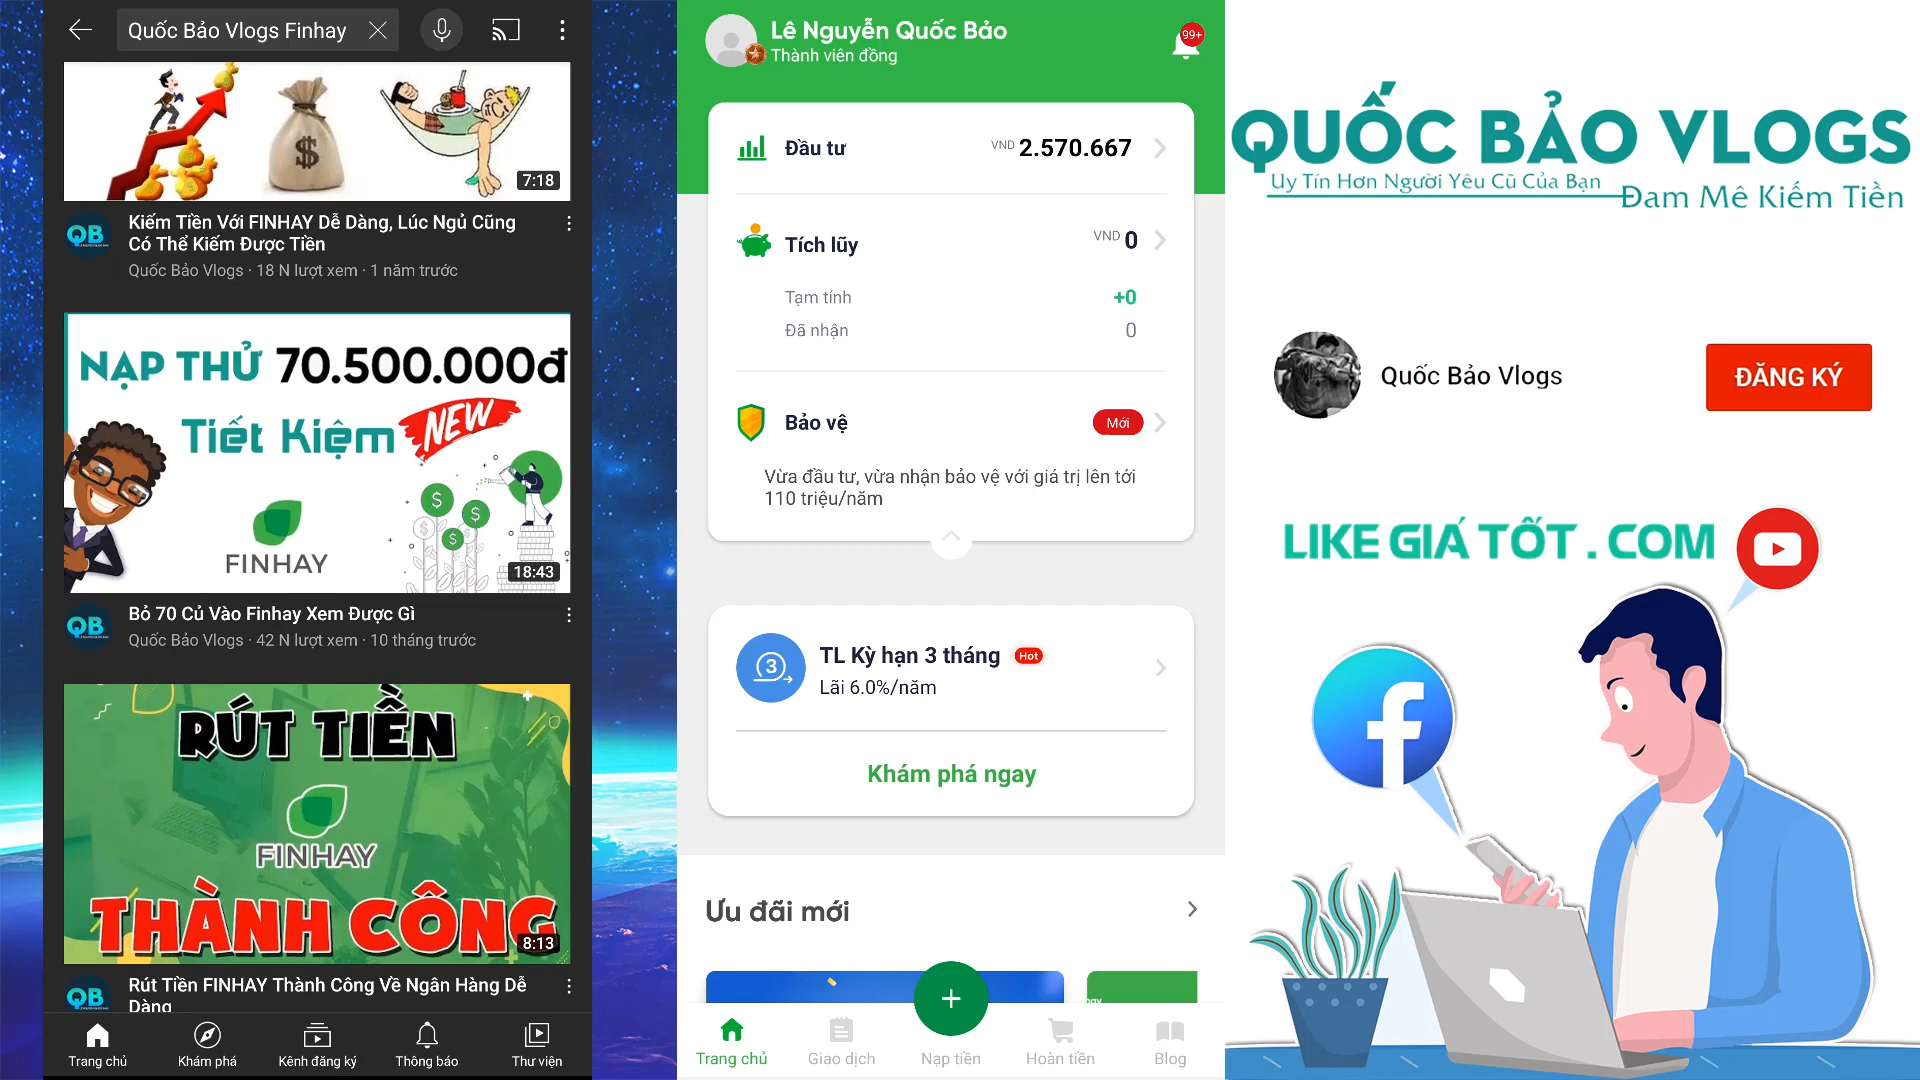 Quốc Bảo Vlogs Finhay
7:18
QB
Kiếm Tiền Với FINHAY Dễ Dàng, Lúc Ngủ Cũng
Có Thể Kiếm Được Tiền
Quốc Bảo Vlogs · 18 N lượt xem · 1 năm trước
NẠP THỬ 70.500.000đ
Tiết Kiệm NEW
FINHAY
18:43
QB
Bỏ 70 Củ Vào Finhay Xem Được Gì
Quốc Bảo Vlogs · 42 N lượt xem · 10 tháng trước
RÚT TIỀN
FINHAY
THÀNH CÔNG
8:13
QB
Rút Tiền FINHAY Thành Công Về Ngân Hàng Dễ
Dàng
Trang chủ
Khám phá
Kênh đăng ký
Thông báo
Thư viện
Lê Nguyễn Quốc Bảo
Thành viên đồng
99+
Đầu tư VND 2.570.667
Tích lũy VND 0
Tạm tính +0
Đã nhận 0
Bảo vệ Mới
Vừa đầu tư, vừa nhận bảo vệ với giá trị lên tới
110 triệu/năm
3
TL Kỳ hạn 3 tháng Hot
Lãi 6.0%/năm
Khám phá ngay
Ưu đãi mới
Trang chủ
Giao dịch
Nạp tiền
Hoàn tiền
Blog
QUỐC BẢO VLOGS
Uy Tín Hơn Người Yêu Cũ Của Bạn
Đam Mê Kiếm Tiền
Quốc Bảo Vlogs
ĐĂNG KÝ
LIKE GIÁ TỐT . COM